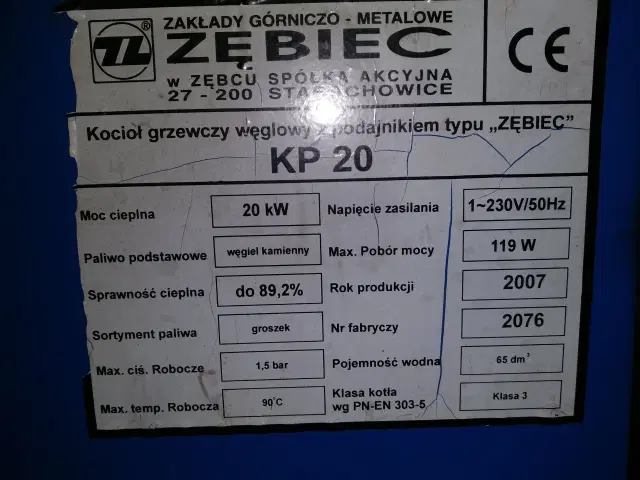 ZAKŁADY GÓRNICZO - METALOWE
ZĘBIEC
W ZĘBCU SPÓŁKA AKCYJNA
27 - 200 STARACHOWICE
CE
Kocioł grzewczy węglowy z podajnikiem typu „ZĘBIEC"
KP 20
Moc cieplna 20 kW Napięcie zasilania 1~230V/50Hz
Paliwo podstawowe węgiel kamienny Max. Pobór mocy 119 W
Sprawność cieplna do 89,2% Rok produkcji 2007
Sortyment paliwa groszek Nr fabryczy 2076
Max. ciś. Robocze 1,5 bar Pojemność wodna 65 dm³
Max. temp. Robocza 90°C Klasa kotła wg PN-EN 303-5 Klasa 3